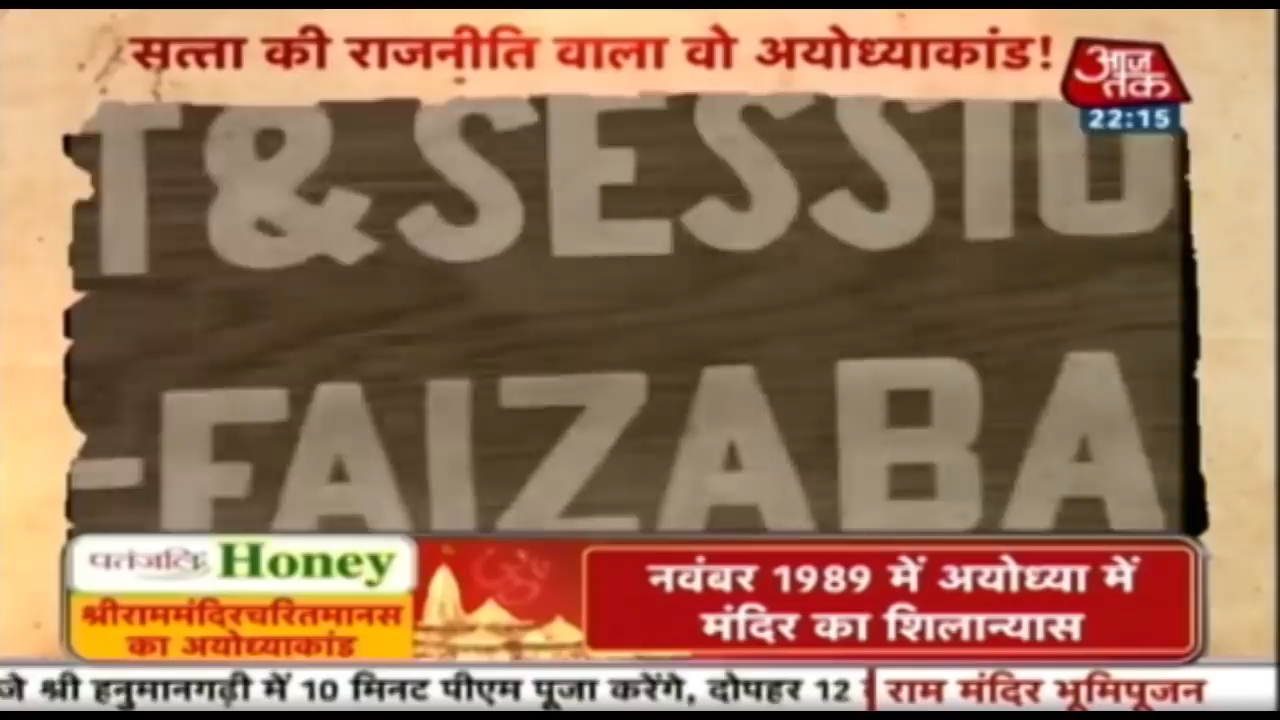 सत्ता की राजनीति वाला वो अयोध्याकांड!
आज
तक
22:15
T & SESSIO
-FAIZABA
पतंजलि Honey
श्रीराममंदिरचरितमानस
का अयोध्याकांड
नवंबर 1989 में अयोध्या में
मंदिर का शिलान्यास
जे श्री हनुमानगढ़ी में 10 मिनट पीएम पूजा करेंगे, दोपहर 12
राम मंदिर भूमिपूजन